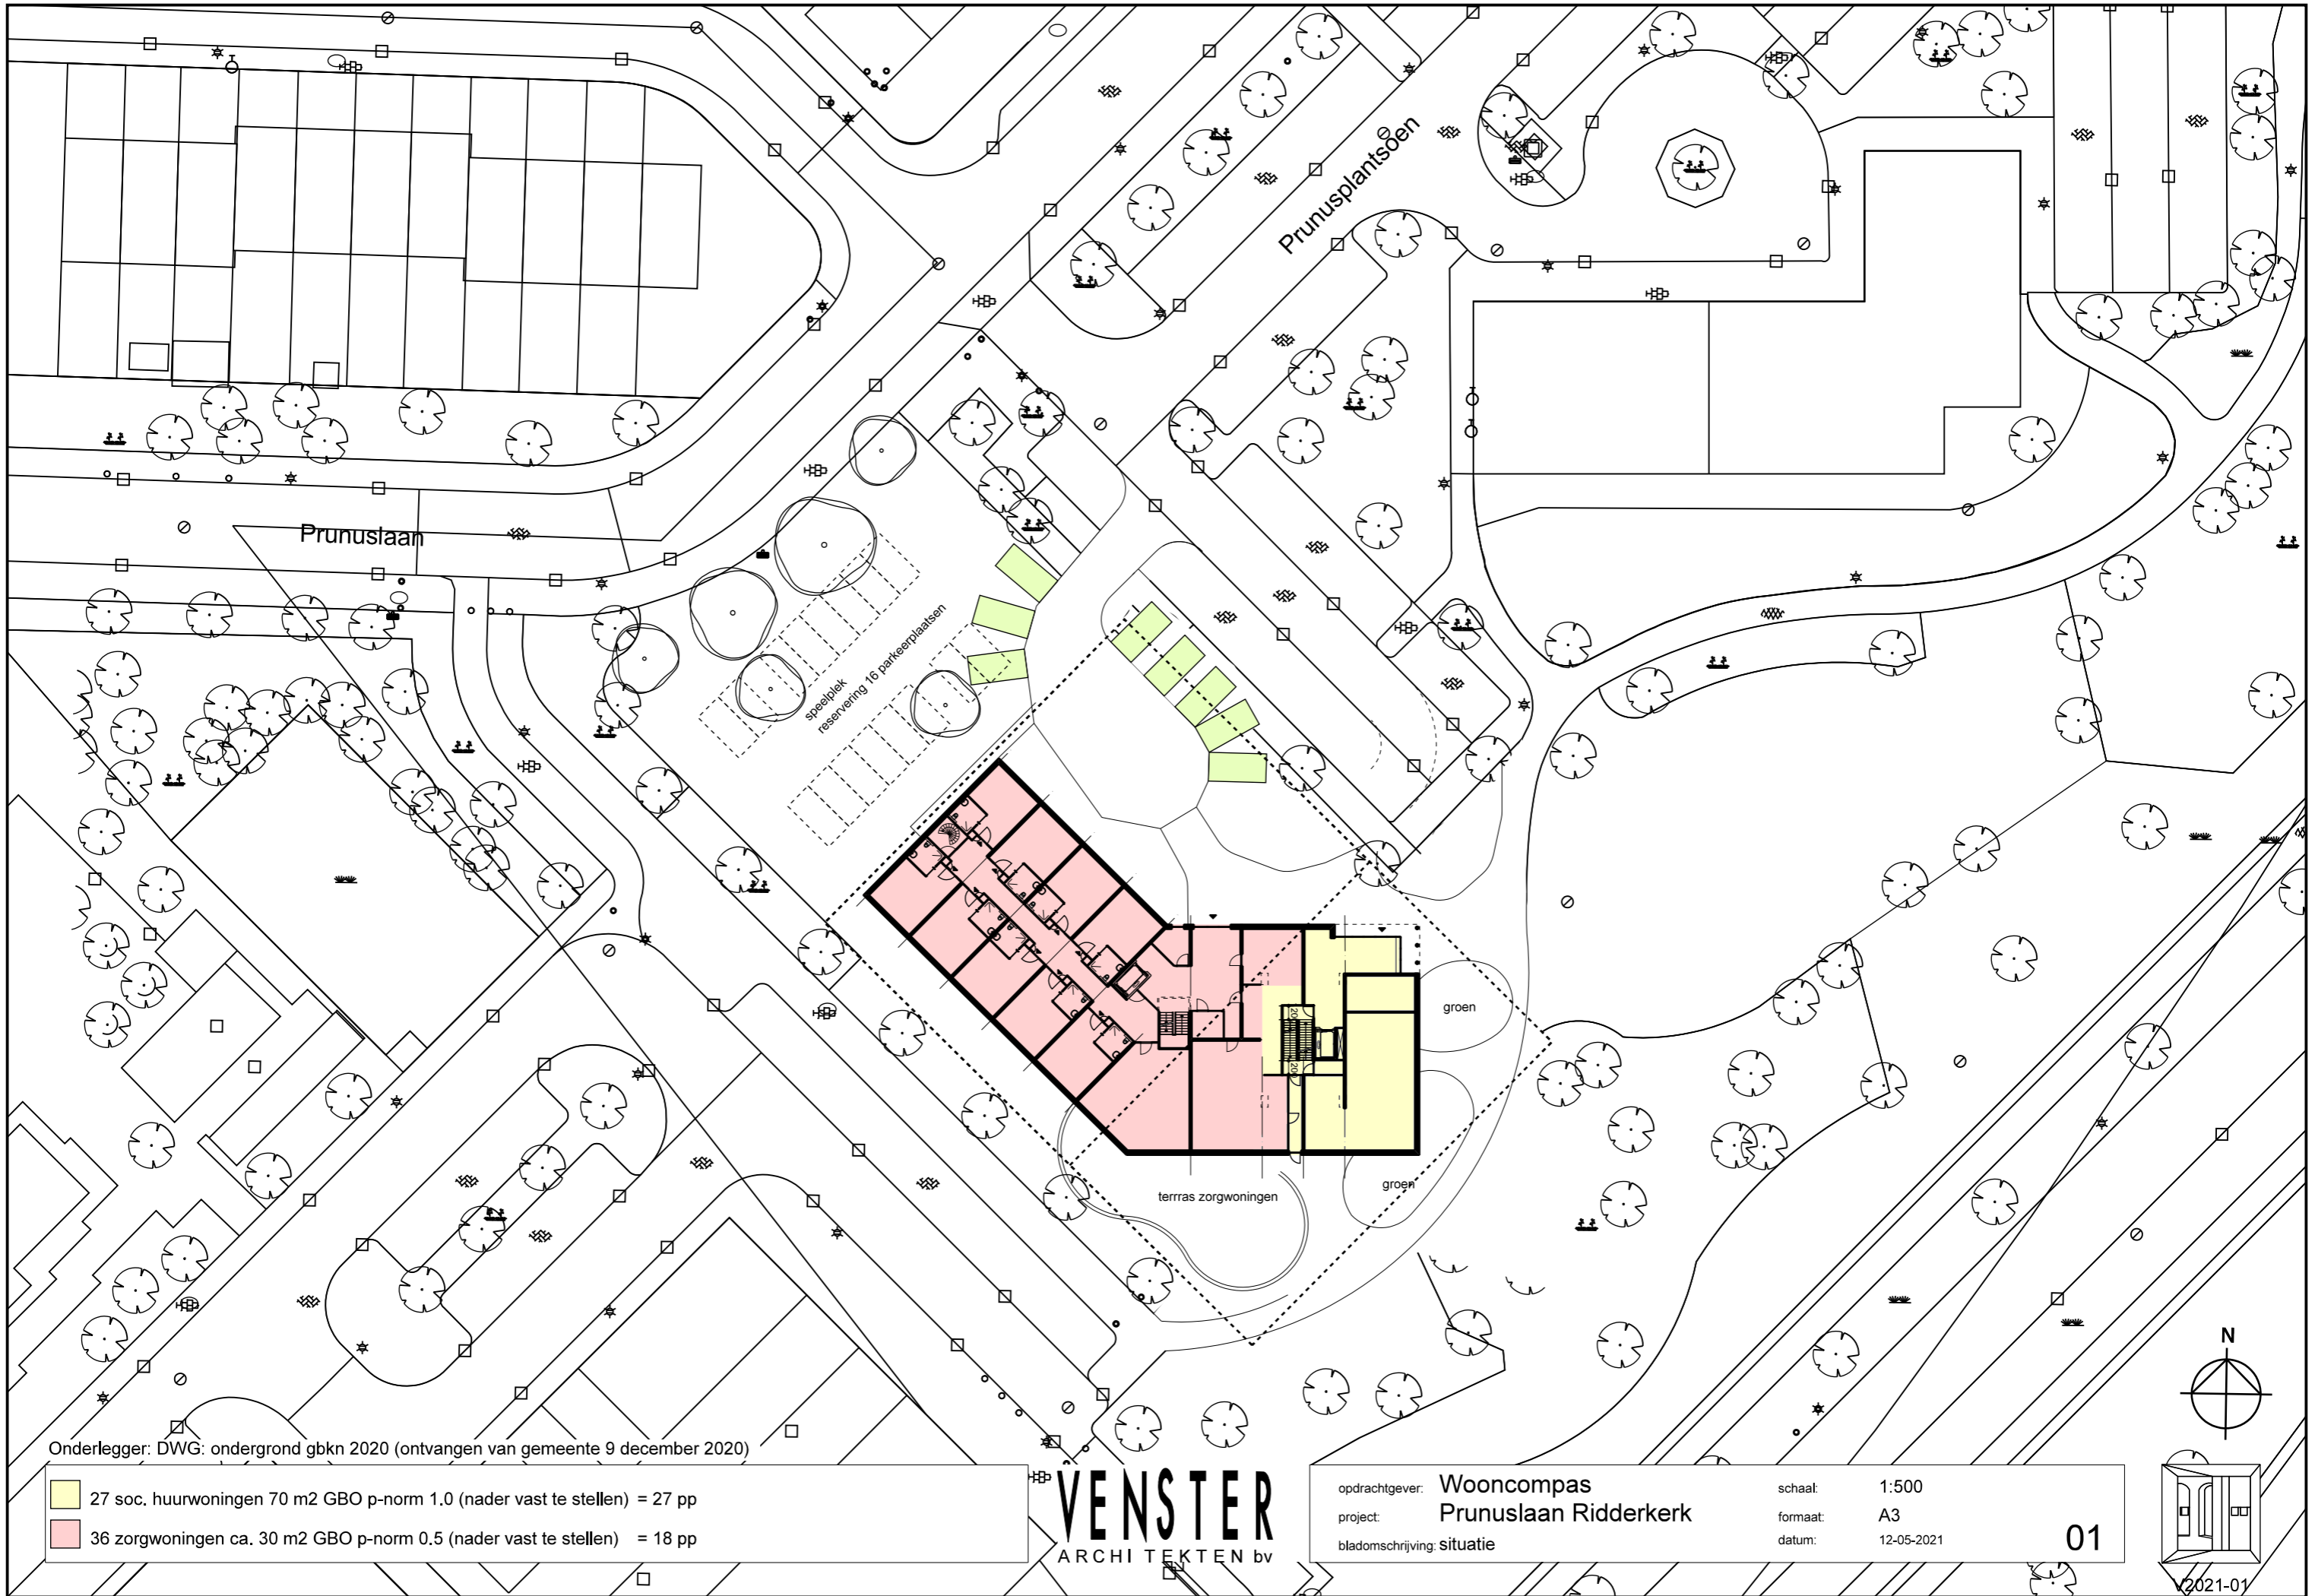 Prunusplantsoen
Prunuslaan
speelplek
reservering 16 parkeerplaatsen
groen
groen
terrras zorgwoningen
N
Onderlegger: DWG: ondergrond gbkn 2020 (ontvangen van gemeente 9 december 2020)
27 soc. huurwoningen 70 m2 GBO p-norm 1.0 (nader vast te stellen) = 27 pp
36 zorgwoningen ca. 30 m2 GBO p-norm 0.5 (nader vast te stellen) = 18 pp
VENSTER
ARCHITEKTEN bv
opdrachtgever: Wooncompas
project: Prunuslaan Ridderkerk
bladomschrijving: situatie
schaal: 1:500
formaat: A3
datum: 12-05-2021
01
V2021-01